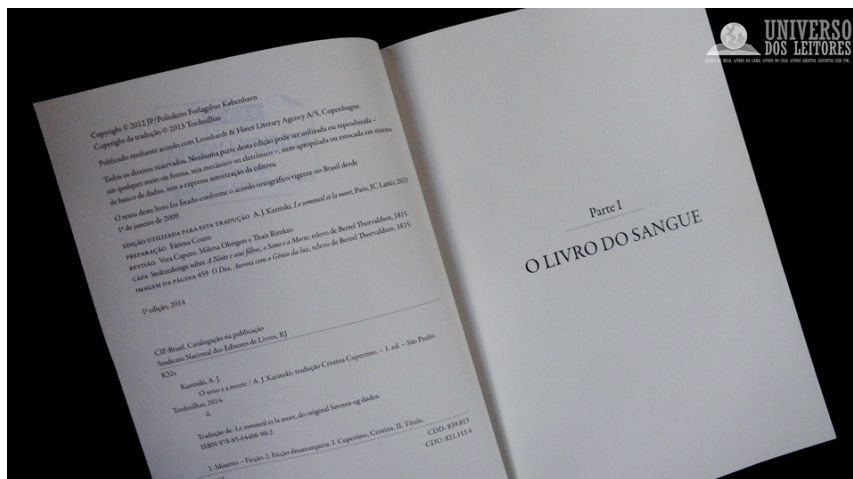 Copyright © 2012 JP/Politikens Forlagshus København
Copyright da tradução © 2013 Tordesilhas
Publicado mediante acordo com Leonhardt & Høier Literary Agency A/S, Copenhague.
Todos os direitos reservados. Nenhuma parte desta edição pode ser utilizada ou reproduzida –
em qualquer meio ou forma, seja mecânico ou eletrônico –, nem apropriada ou estocada em sistema
de banco de dados, sem a expressa autorização da editora.
O texto deste livro foi fixado conforme o acordo ortográfico vigente no Brasil desde
1º de janeiro de 2009.
EDIÇÃO UTILIZADA PARA ESTA TRADUÇÃO A. J. Kazinski, Le sommeil et la mort, Paris, JC Lattès, 2013
PREPARAÇÃO Fátima Couto
REVISÃO Vera Caputo, Milena Obrigon e Thaís Rimkus
CAPA Stolzedesign sobre A Noite e seus filhos, o Sono e a Morte, relevo de Bertel Thorvaldsen, 1815.
IMAGEM DA PÁGINA 459 O Dia, Aurora com o Gênio da luz, relevo de Bertel Thorvaldsen, 1815.
1ª edição, 2014
CIP-Brasil. Catalogação na publicação
Sindicato Nacional dos Editores de Livros, RJ
K32s
Kazinski, A. J.
O sono e a morte / A. J. Kazinski; tradução Cristina Cupertino. – 1. ed. – São Paulo:
Tordesilhas, 2014.
il.
Tradução de: Le sommeil et la mort, do original Søvnen og døden
ISBN 978-85-64406-90-2
1. Mistério – Ficção. 2. Ficção dinamarquesa. I. Cupertino, Cristina. II. Título.
CDD: 839.813
CDU: 821.113.4
Parte I
O LIVRO DO SANGUE
UNIVERSO
DOS LEITORES